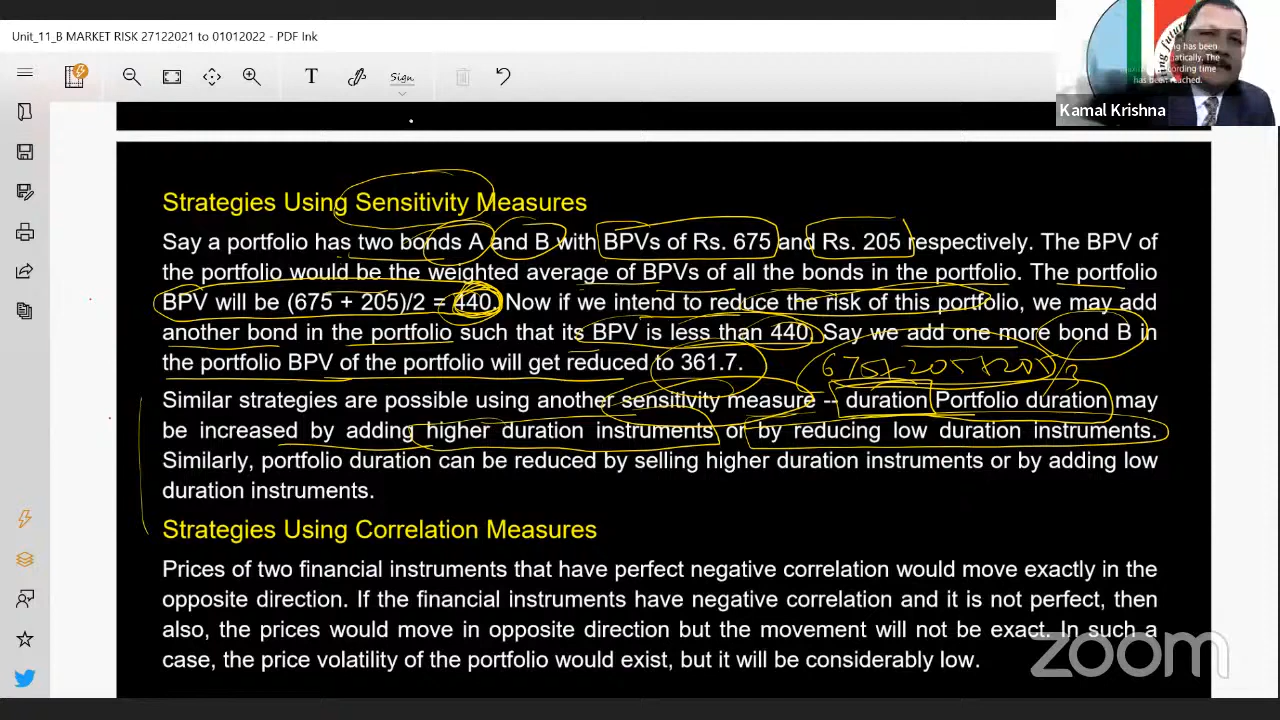 Unit_11_B MARKET RISK 27122021 to 01012022 - PDF Ink
T
Sign
has been
The
time
has been reached.
Kamal Krishna
Strategies Using Sensitivity Measures
Say a portfolio has two bonds A and B with BPVs of Rs. 675 and Rs. 205 respectively. The BPV of
the portfolio would be the weighted average of BPVs of all the bonds in the portfolio. The portfolio
BPV will be (675 + 205)/2 = 440. Now if we intend to reduce the risk of this portfolio, we may add
another bond in the portfolio such that its BPV is less than 440. Say we add one more bond B in
the portfolio BPV of the portfolio will get reduced to 361.7.
675+205+205/3
Similar strategies are possible using another sensitivity measure -- duration Portfolio duration may
be increased by adding higher duration instruments or by reducing low duration instruments.
Similarly, portfolio duration can be reduced by selling higher duration instruments or by adding low
duration instruments.
Strategies Using Correlation Measures
Prices of two financial instruments that have perfect negative correlation would move exactly in the
opposite direction. If the financial instruments have negative correlation and it is not perfect, then
also, the prices would move in opposite direction but the movement will not be exact. In such a
case, the price volatility of the portfolio would exist, but it will be considerably low.
zoom